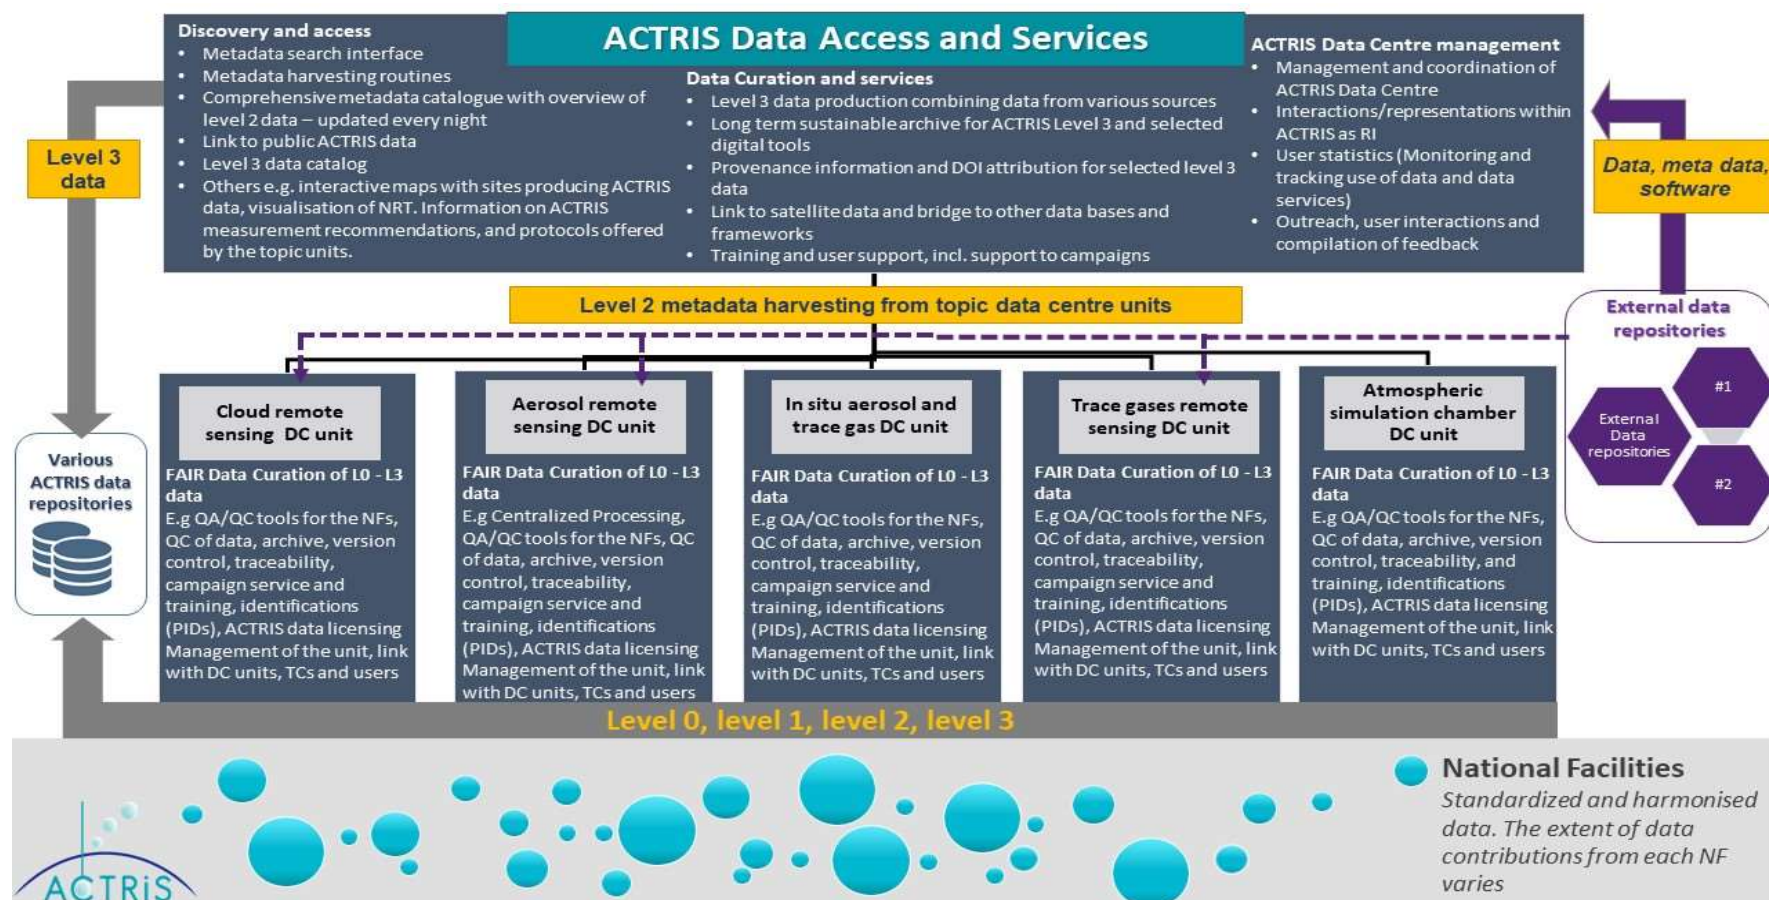 ACTRIS Data Access and Services
Discovery and access
• Metadata search interface
• Metadata harvesting routines
• Comprehensive metadata catalogue with overview of
level 2 data – updated every night
• Link to public ACTRIS data
• Level 3 data catalog
• Others e.g. interactive maps with sites producing ACTRIS
data, visualisation of NRT. Information on ACTRIS
measurement recommendations, and protocols offered
by the topic units.
Data Curation and services
• Level 3 data production combining data from various sources
• Long term sustainable archive for ACTRIS Level 3 and selected
digital tools
• Provenance information and DOI attribution for selected level 3
data
• Link to satellite data and bridge to other data bases and
frameworks
• Training and user support, incl. support to campaigns
ACTRIS Data Centre management
• Management and coordination of
ACTRIS Data Centre
• Interactions/representations within
ACTRIS as RI
• User statistics (Monitoring and
tracking use of data and data
services)
• Outreach, user interactions and
compilation of feedback
Level 3
data
Data, meta data,
software
Level 2 metadata harvesting from topic data centre units
External data
repositories
#1
External
Data
repositories
#2
Various
ACTRIS data
repositories
Cloud remote
sensing DC unit
FAIR Data Curation of L0 - L3
data
E.g QA/QC tools for the NFs,
QC of data, archive, version
control, traceability,
campaign service and
training, identifications
(PIDs), ACTRIS data licensing
Management of the unit, link
with DC units, TCs and users
Aerosol remote
sensing DC unit
FAIR Data Curation of L0 - L3
data
E.g Centralized Processing,
QA/QC tools for the NFs, QC
of data, archive, version
control, traceability,
campaign service and
training, identifications
(PIDs), ACTRIS data licensing
Management of the unit, link
with DC units, TCs and users
In situ aerosol and
trace gas DC unit
FAIR Data Curation of L0 - L3
data
E.g QA/QC tools for the NFs,
QC of data, archive, version
control, traceability,
campaign service and
training, identifications
(PIDs), ACTRIS data licensing
Management of the unit, link
with DC units, TCs and users
Trace gases remote
sensing DC unit
FAIR Data Curation of L0 - L3
data
E.g QA/QC tools for the NFs,
QC of data, archive, version
control, traceability,
campaign service and
training, identifications
(PIDs), ACTRIS data licensing
Management of the unit, link
with DC units, TCs and users
Atmospheric
simulation chamber
DC unit
FAIR Data Curation of L0 - L3
data
E.g QA/QC tools for the NFs,
QC of data, archive, version
control, traceability, and
training, identifications
(PIDs), ACTRIS data licensing
Management of the unit, link
with DC units, TCs and users
Level 0, level 1, level 2, level 3
National Facilities
Standardized and harmonised
data. The extent of data
contributions from each NF
varies
ACTRiS